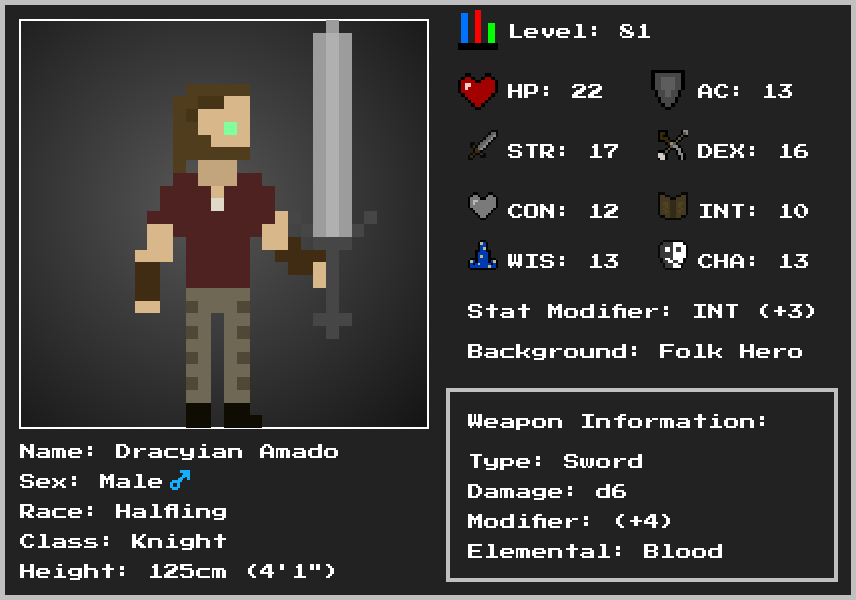 Level: 81
HP: 22 AC: 13
STR: 17 DEX: 16
CON: 12 INT: 10
WIS: 13 CHA: 13
Stat Modifier: INT (+3)
Background: Folk Hero
Name: Dracyian Amado
Sex: Male♂
Race: Halfling
Class: Knight
Height: 125cm (4'1")
Weapon Information:
Type: Sword
Damage: d6
Modifier: (+4)
Elemental: Blood